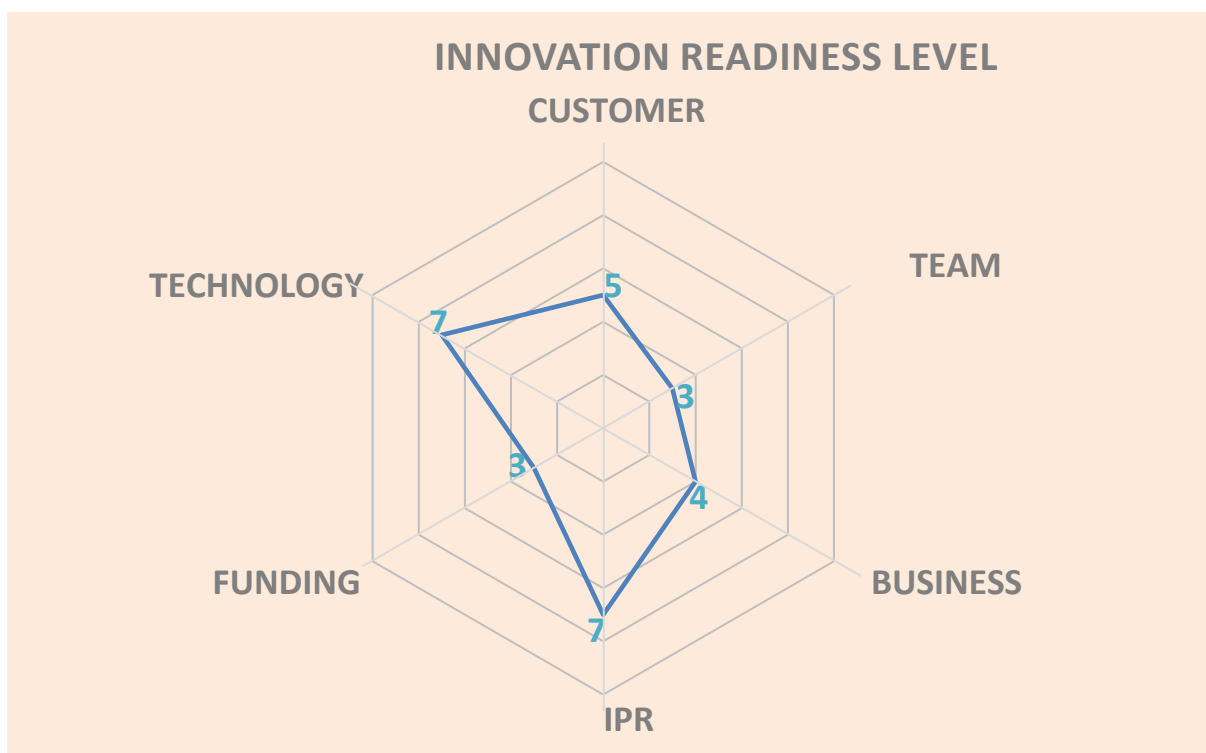 INNOVATION READINESS LEVEL
CUSTOMER
TEAM
TECHNOLOGY
5
7
3
3
4
FUNDING
BUSINESS
7
IPR